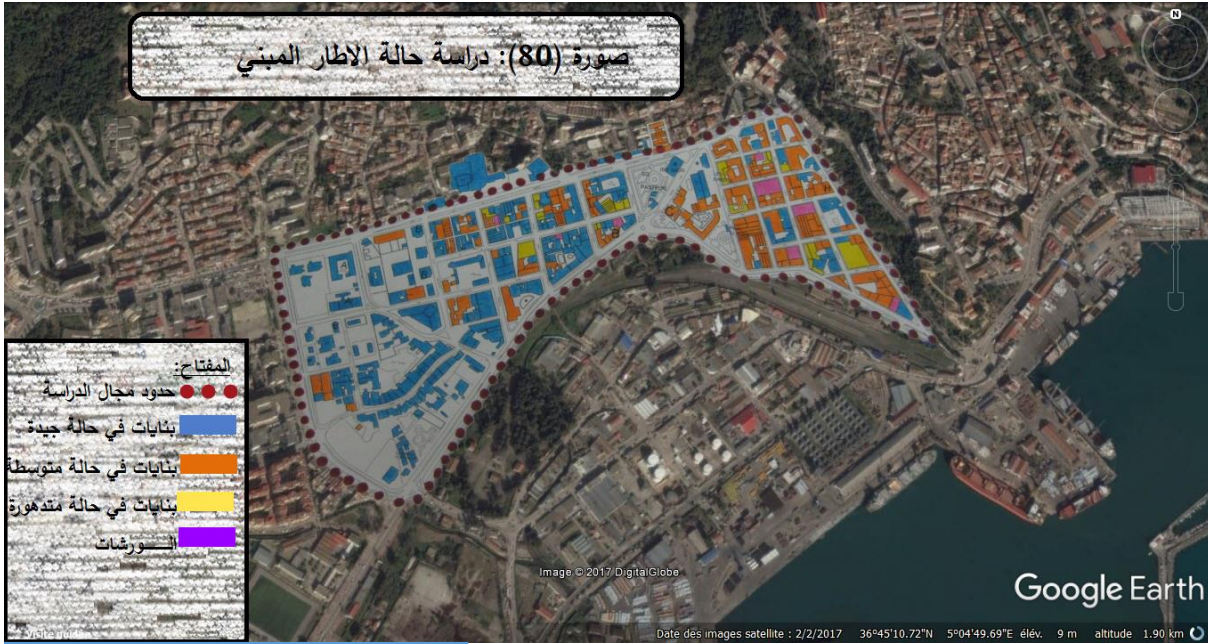 صورة (80): دراسة حالة الاطار المبني
N
المفتاح:
حدود مجال الدراسة
بنايات في حالة جيدة
بنايات في حالة متوسطة
بنايات في حالة متدهورة
الـــــورشات
Image © 2017 DigitalGlobe
Google Earth
Date des images satellite : 2/2/2017 36°45'10.72"N 5°04'49.69"E élév. 9 m altitude 1.90 km